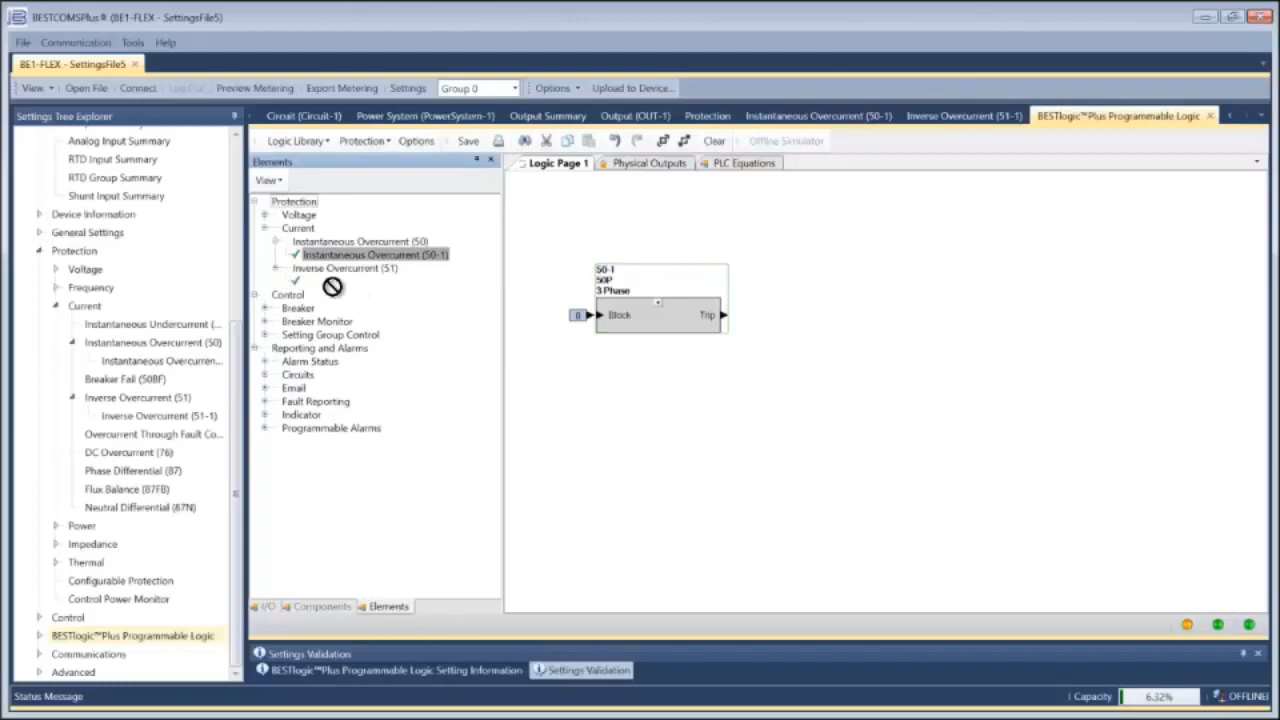 BESTCOMSPlus® (BE1-FLEX - SettingsFile5)
File Communication Tools Help
BE1-FLEX - SettingsFile5
View Open File Connect Log Out Preview Metering Export Metering Settings Group 0 Options Upload to Device...
Settings Tree Explorer
Analog Input Summary
RTD Input Summary
RTD Group Summary
Shunt Input Summary
Device Information
General Settings
Protection
Voltage
Frequency
Current
Instantaneous Undercurrent (...
Instantaneous Overcurrent (50)
Instantaneous Overcurren...
Breaker Fail (50BF)
Inverse Overcurrent (51)
Inverse Overcurrent (51-1)
Overcurrent Through Fault Co...
DC Overcurrent (76)
Phase Differential (87)
Flux Balance (87FB)
Neutral Differential (87N)
Power
Impedance
Thermal
Configurable Protection
Control Power Monitor
Control
BESTlogic™Plus Programmable Logic
Communications
Advanced
Circuit (Circuit-1) Power System (PowerSystem-1) Output Summary Output (OUT-1) Protection Instantaneous Overcurrent (50-1) Inverse Overcurrent (51-1) BESTlogic™Plus Programmable Logic
Logic Library Protection Options Save Clear Offline Simulator
Elements
View
Protection
Voltage
Current
Instantaneous Overcurrent (50)
Instantaneous Overcurrent (50-1)
Inverse Overcurrent (51)
Control
Breaker
Breaker Monitor
Setting Group Control
Reporting and Alarms
Alarm Status
Circuits
Email
Fault Reporting
Indicator
Programmable Alarms
I/O Components Elements
Logic Page 1 Physical Outputs PLC Equations
50-1
50P
3 Phase
0 Block Trip
Settings Validation
BESTlogic™Plus Programmable Logic Setting Information Settings Validation
Status Message Capacity 6.32% OFFLINE